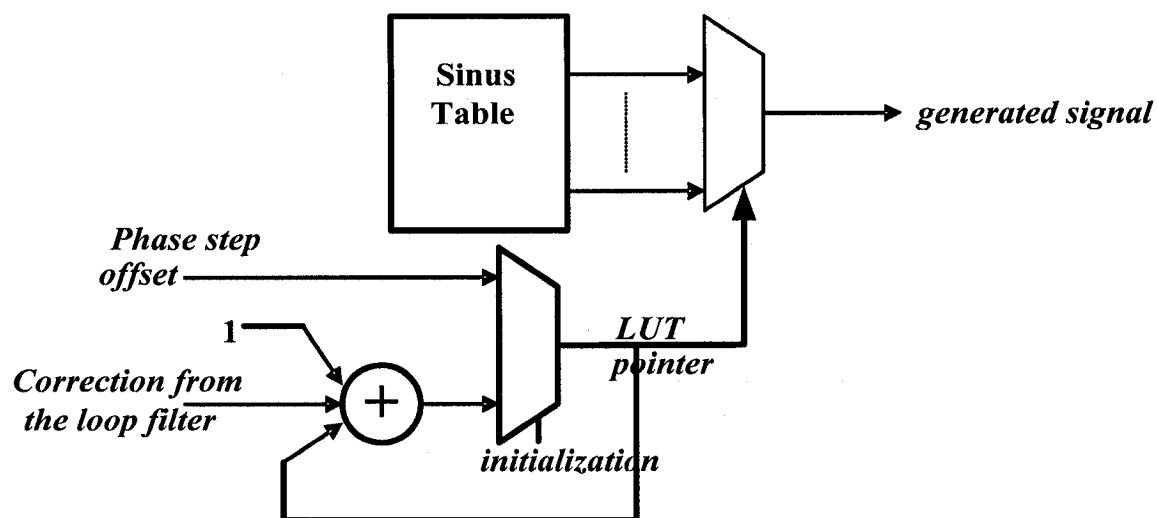 Sinus
Table
generated signal
Phase step
offset
LUT
pointer
1
Correction from
the loop filter
+
initialization